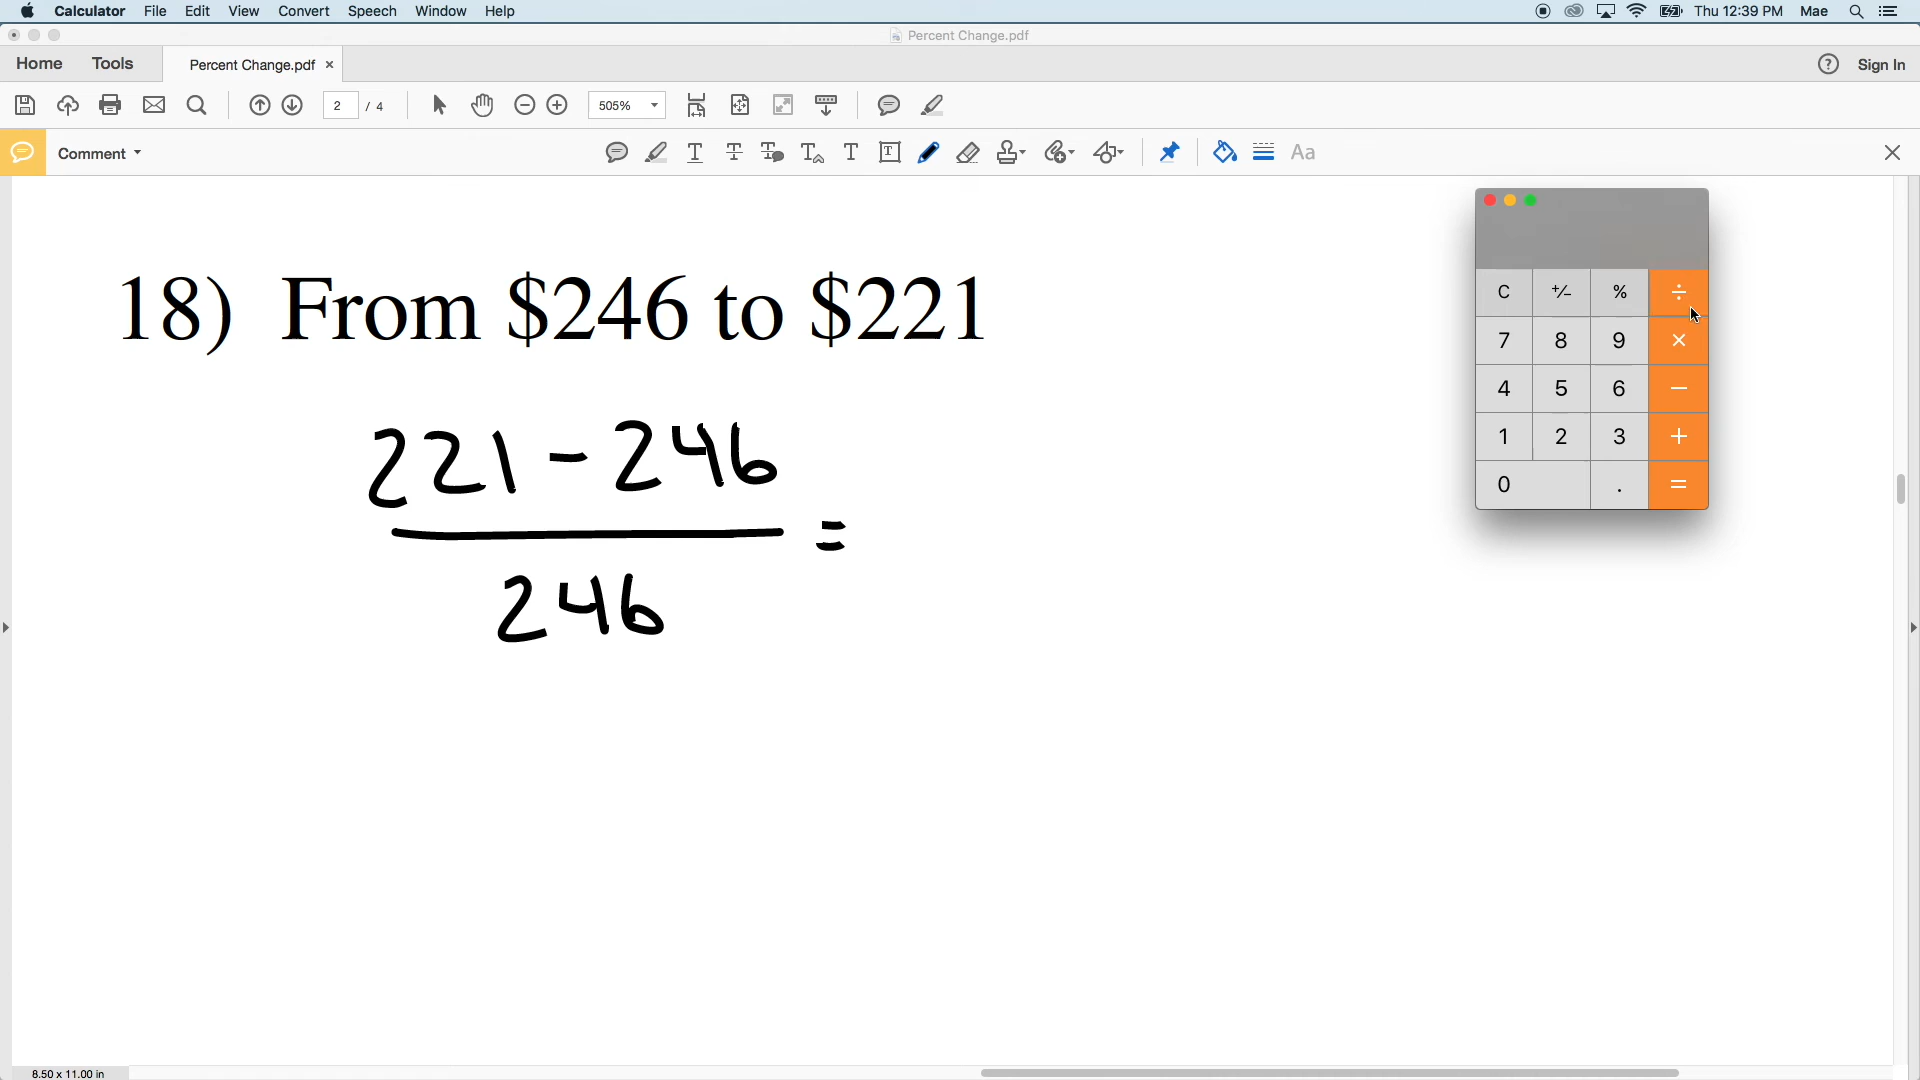 Calculator File Edit View Convert Speech Window Help Thu 12:39 PM Mae
Percent Change.pdf
Home Tools Percent Change.pdf × ? Sign In
2 / 4 505%
Comment T T T T T T Aa
18) From $246 to $221
221 - 246
=
246
C +/− % ÷
7 8 9 ×
4 5 6 −
1 2 3 +
0 . =
8.50 x 11.00 in